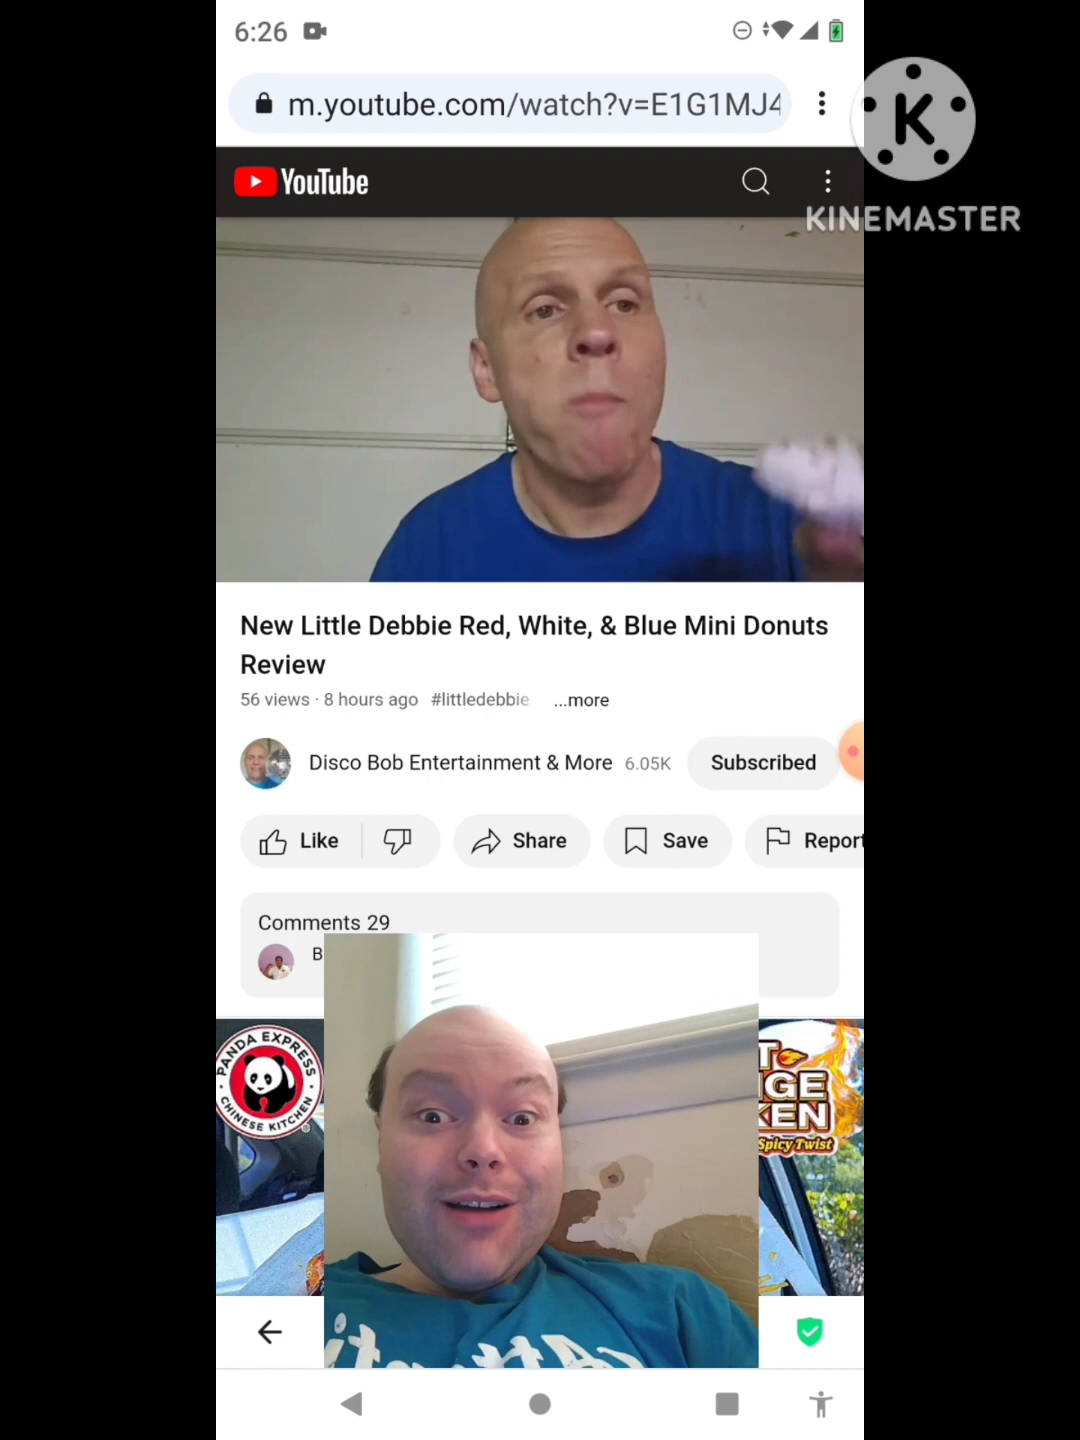 6:26
m.youtube.com/watch?v=E1G1MJ4
K
KINEMASTER
YouTube
New Little Debbie Red, White, & Blue Mini Donuts
Review
56 views · 8 hours ago #littledebbie ...more
Disco Bob Entertainment & More 6.05K Subscribed
Like Share Save Report
Comments 29
B
PANDA EXPRESS
CHINESE KITCHEN
T
GE
KEN
Spicy Twist